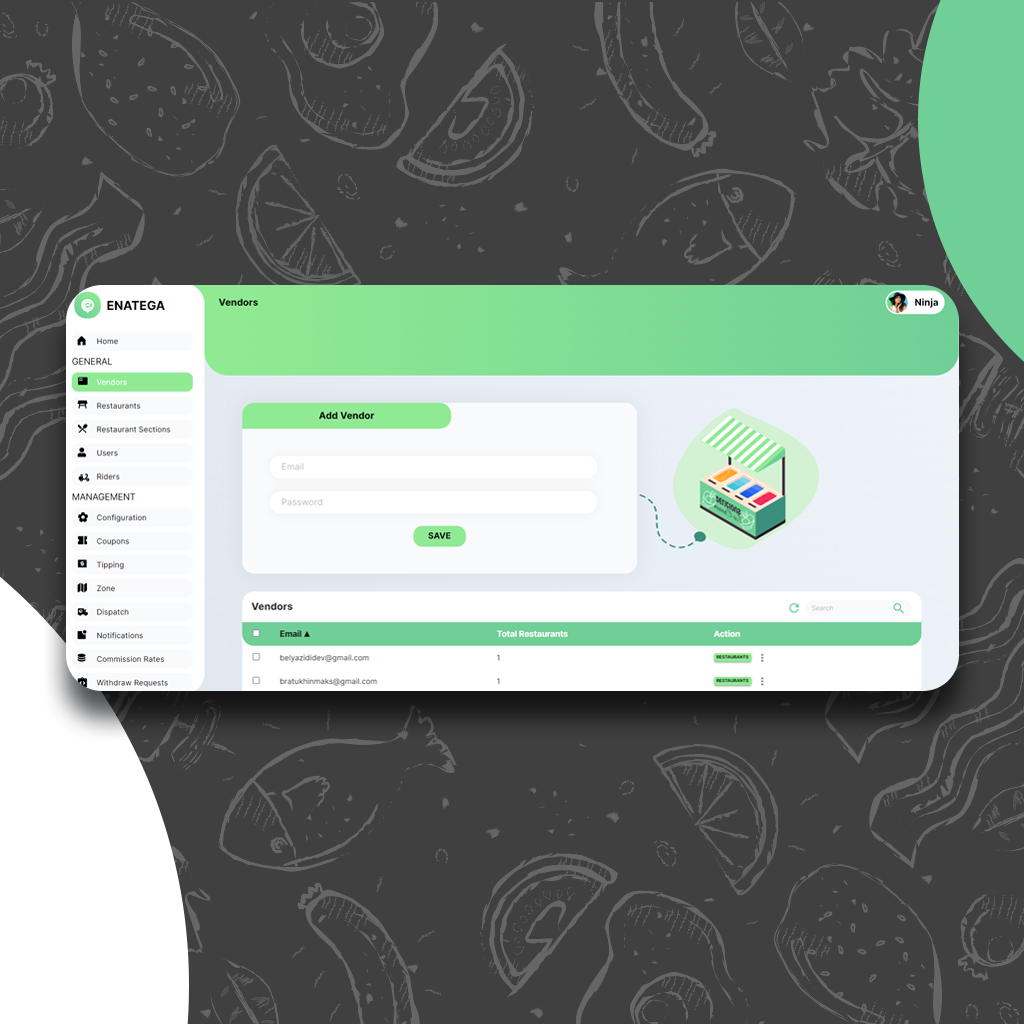 ENATEGA
Home
GENERAL
Vendors
Restaurants
Restaurant Sections
Users
Riders
MANAGEMENT
Configuration
Coupons
Tipping
Zone
Dispatch
Notifications
Commission Rates
Withdraw Requests
Vendors
Ninja
Add Vendor
Email
Password
SAVE
DELICIOUS
Vendors
Search
Email ▲ Total Restaurants Action
belyazididev@gmail.com 1 RESTAURANTS
bratukhinmaks@gmail.com 1 RESTAURANTS